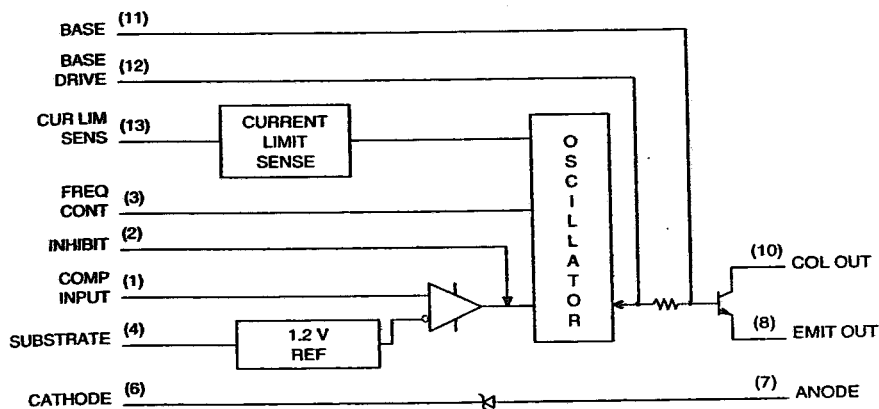 BASE (11)
BASE
DRIVE (12)
CUR LIM
SENS (13)
CURRENT
LIMIT
SENSE
OSCILLATOR
FREQ
CONT (3)
INHIBIT (2)
COMP
INPUT (1)
SUBSTRATE (4)
1.2 V
REF
(10) COL OUT
(8) EMIT OUT
CATHODE (6)
(7) ANODE